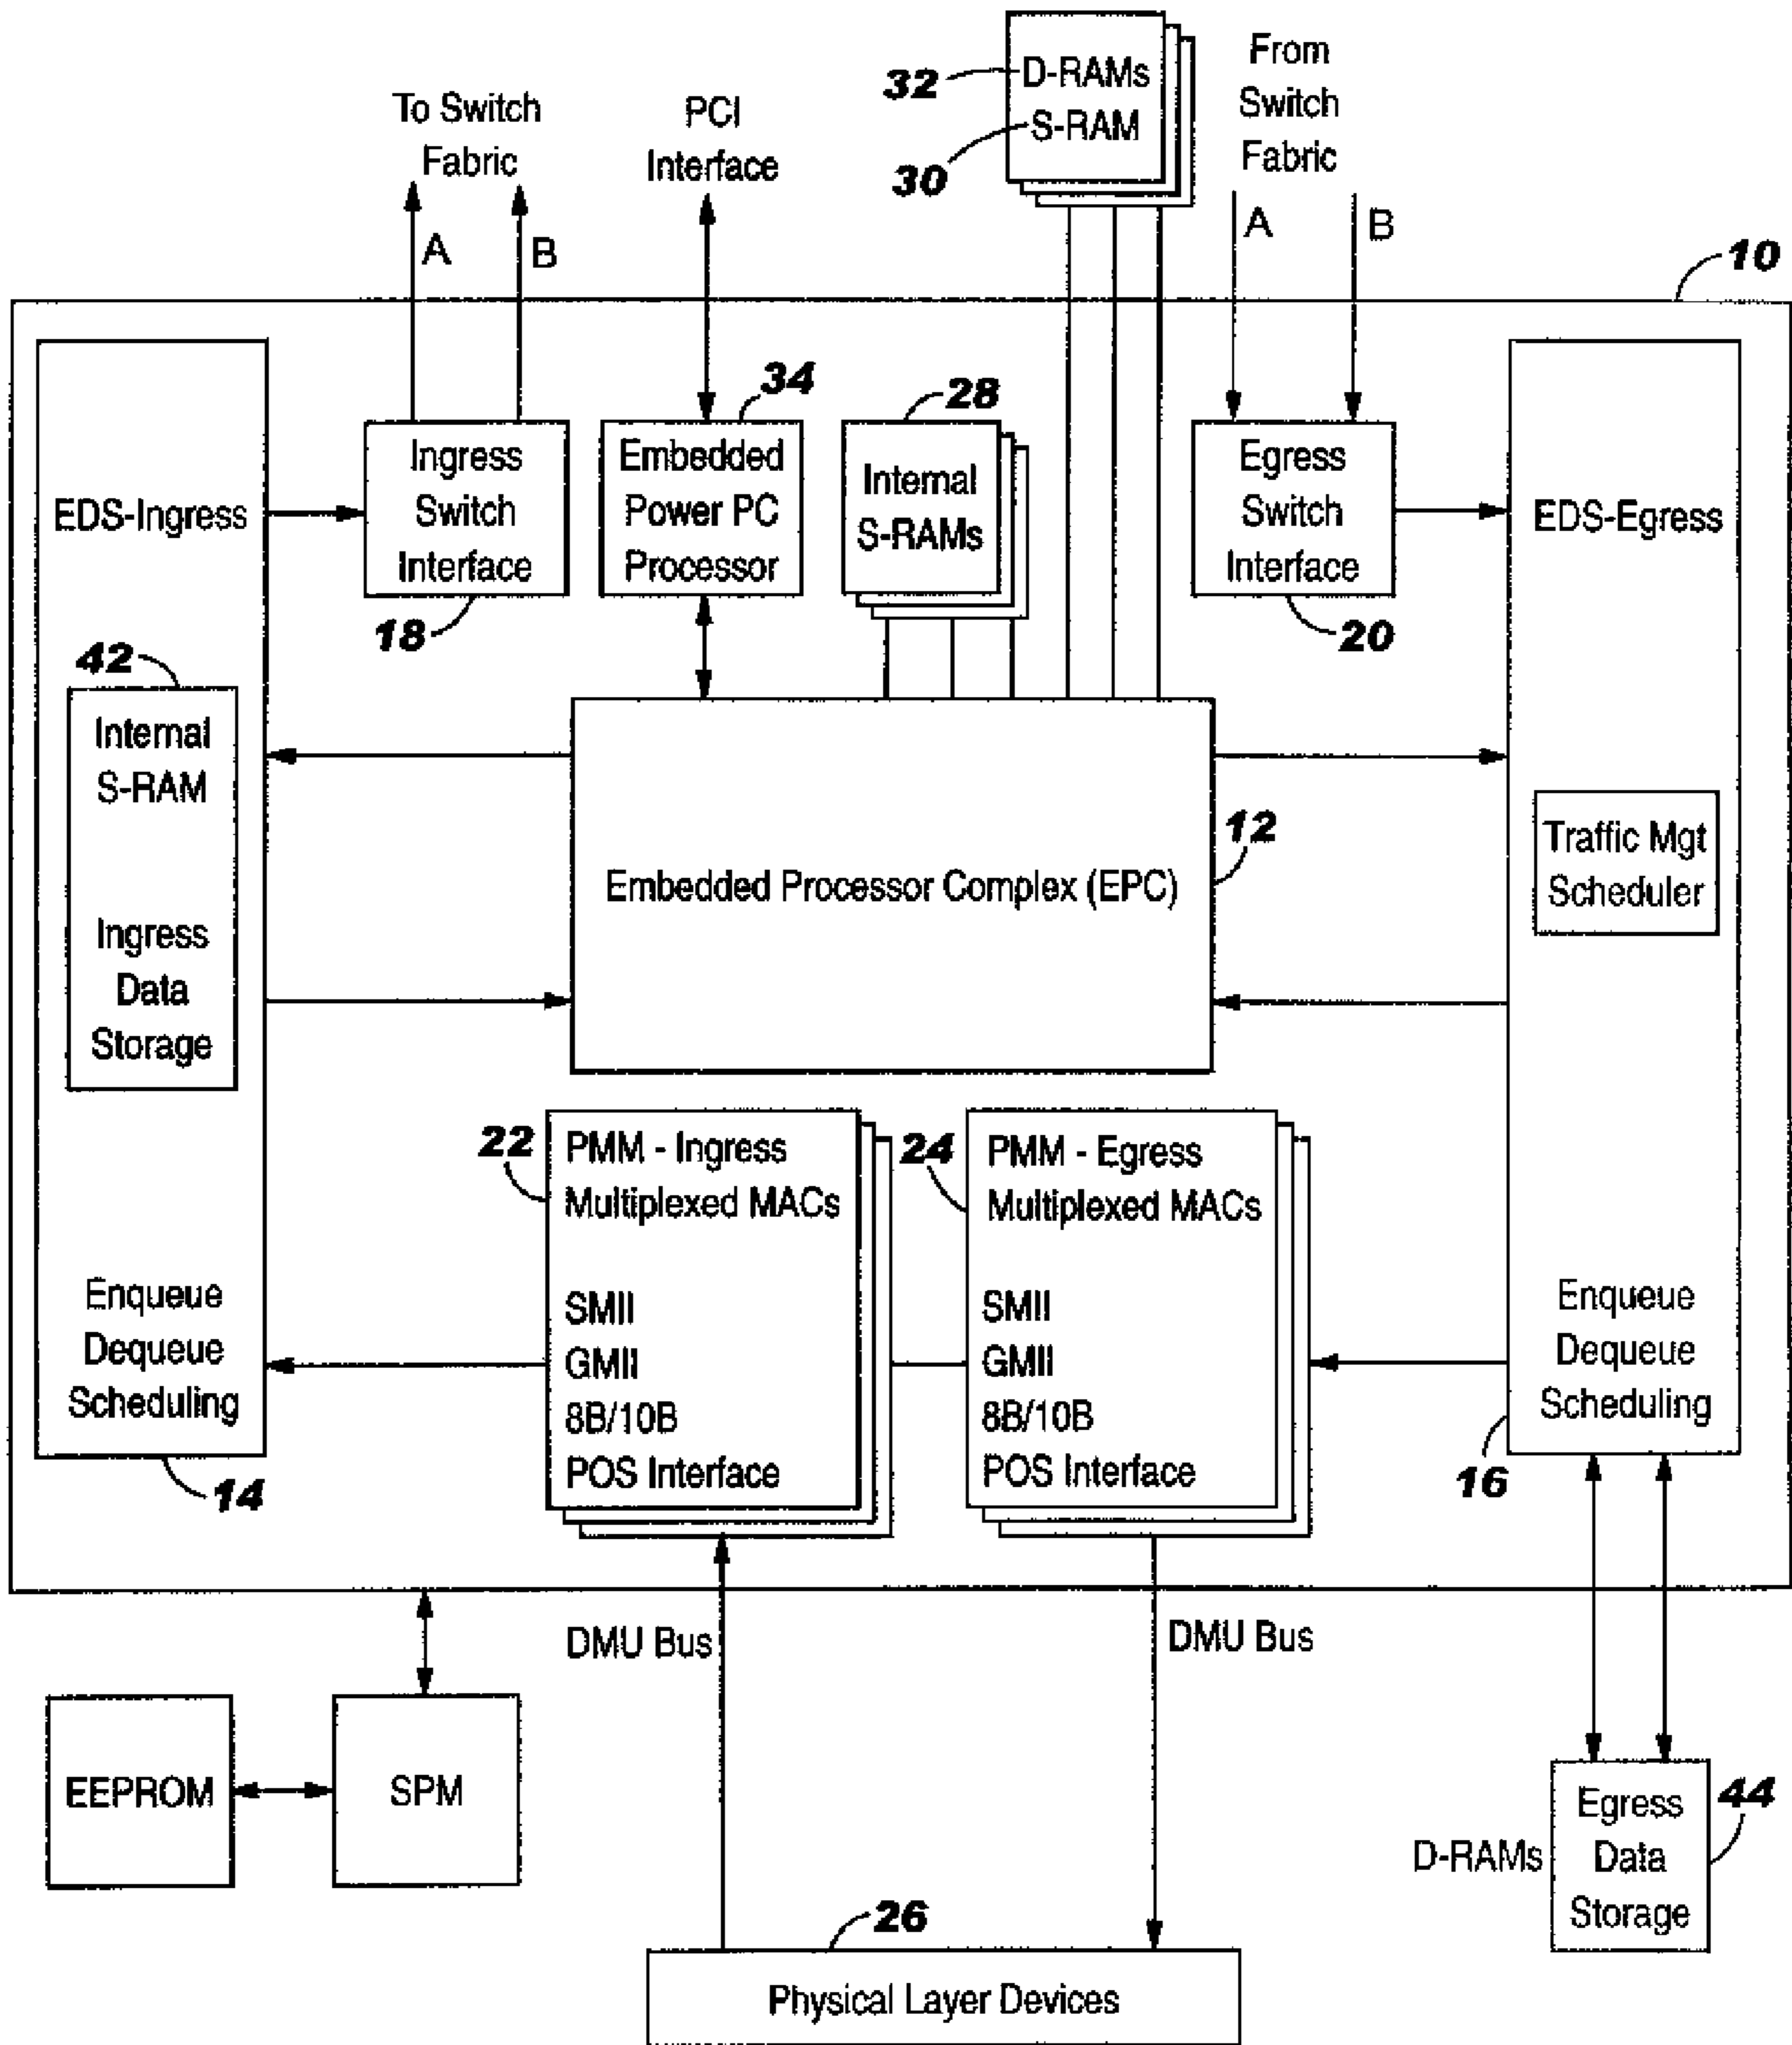 To Switch
Fabric
A
B
PCI
Interface
32
D-RAMs
S-RAM
30
From
Switch
Fabric
A
B
10
EDS-Ingress
Ingress
Switch
Interface
18
34
Embedded
Power PC
Processor
28
Internal
S-RAMs
Egress
Switch
Interface
20
EDS-Egress
42
Internal
S-RAM
Ingress
Data
Storage
Embedded Processor Complex (EPC)
12
Traffic Mgt
Scheduler
Enqueue
Dequeue
Scheduling
14
22
PMM - Ingress
Multiplexed MACs
SMII
GMII
8B/10B
POS Interface
24
PMM - Egress
Multiplexed MACs
SMII
GMII
8B/10B
POS Interface
Enqueue
Dequeue
Scheduling
16
DMU Bus
DMU Bus
EEPROM
SPM
D-RAMs
Egress
Data
Storage
44
26
Physical Layer Devices